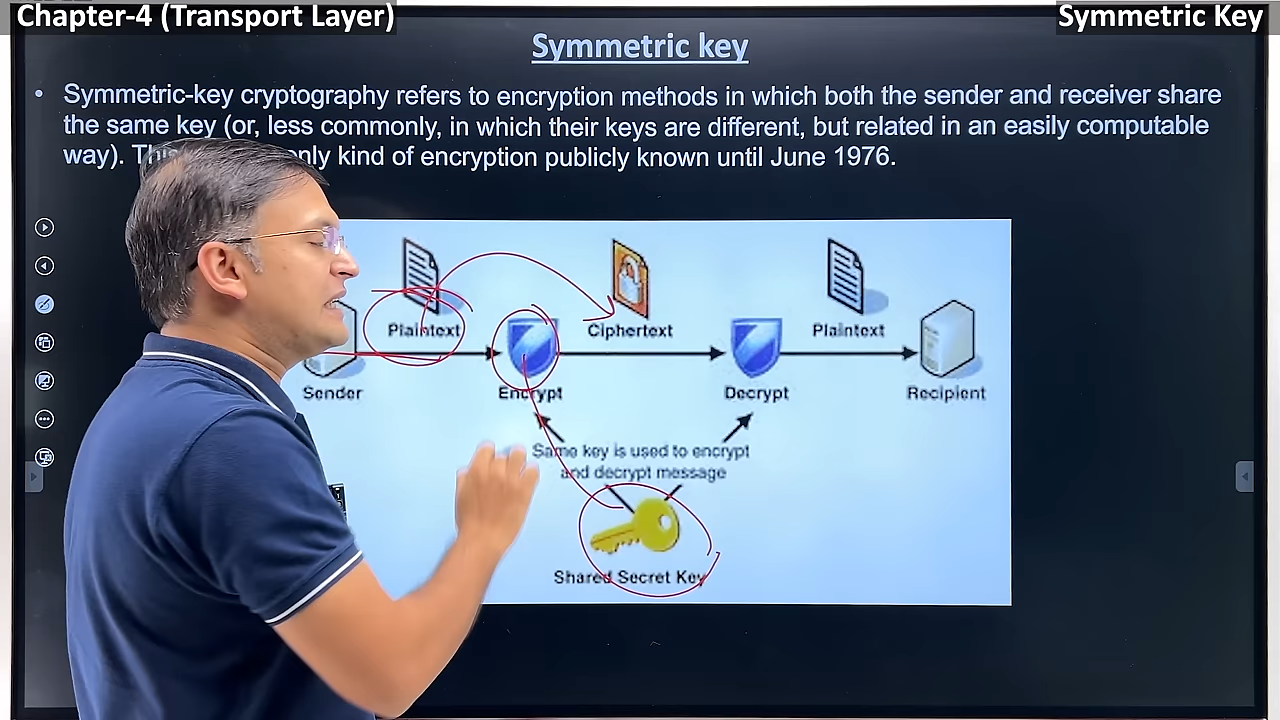 Chapter-4 (Transport Layer)
Symmetric Key
Symmetric key
• Symmetric-key cryptography refers to encryption methods in which both the sender and receiver share
the same key (or, less commonly, in which their keys are different, but related in an easily computable
way). only kind of encryption publicly known until June 1976.
Plaintext
Ciphertext
Plaintext
Sender
Encrypt
Decrypt
Recipient
Same key is used to encrypt
and decrypt message
Shared Secret Key